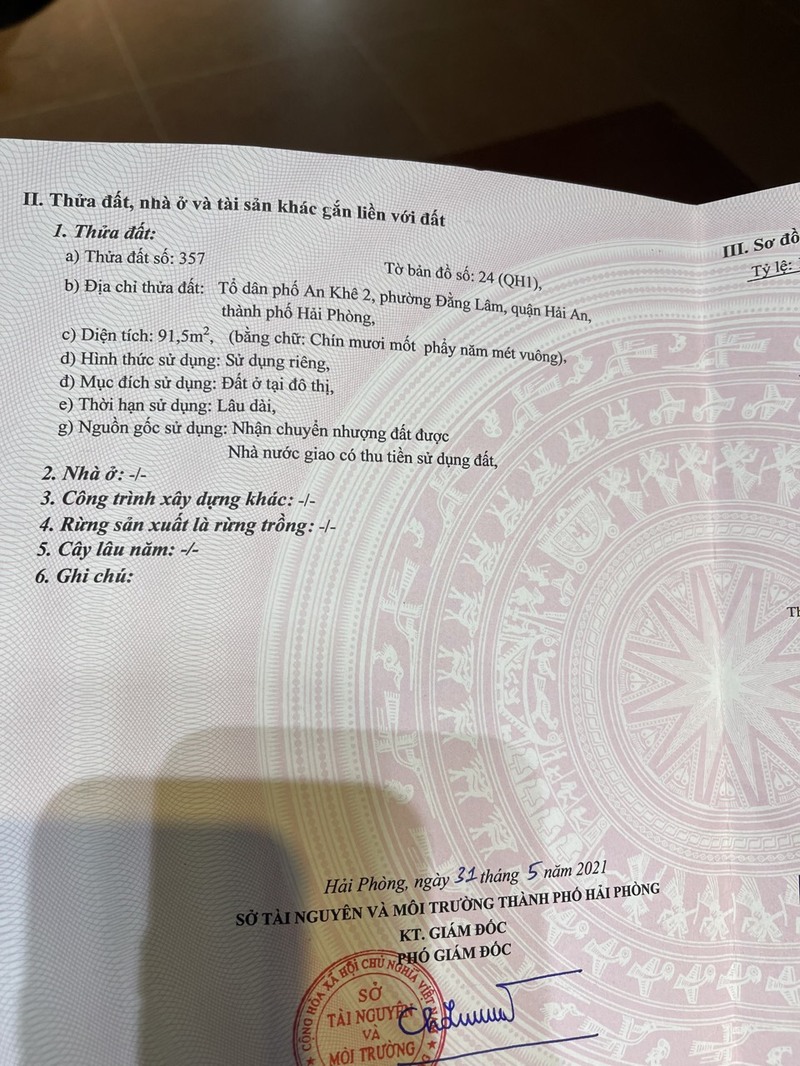 II. Thửa đất, nhà ở và tài sản khác gắn liền với đất
1. Thửa đất:
a) Thửa đất số: 357 Tờ bản đồ số: 24 (QH1),
b) Địa chỉ thửa đất: Tổ dân phố An Khê 2, phường Đằng Lâm, quận Hải An,
thành phố Hải Phòng,
c) Diện tích: 91,5m², (bằng chữ: Chín mươi mốt phẩy năm mét vuông),
d) Hình thức sử dụng: Sử dụng riêng,
đ) Mục đích sử dụng: Đất ở tại đô thị,
e) Thời hạn sử dụng: Lâu dài,
g) Nguồn gốc sử dụng: Nhận chuyển nhượng đất được
Nhà nước giao có thu tiền sử dụng đất,
2. Nhà ở: -/-
3. Công trình xây dựng khác: -/-
4. Rừng sản xuất là rừng trồng: -/-
5. Cây lâu năm: -/-
6. Ghi chú:
III. Sơ đồ
Tỷ lệ:
Hải Phòng, ngày 31 tháng 5 năm 2021
SỞ TÀI NGUYÊN VÀ MÔI TRƯỜNG THÀNH PHỐ HẢI PHÒNG
KT. GIÁM ĐỐC
PHÓ GIÁM ĐỐC
CỘNG HÒA XÃ HỘI CHỦ NGHĨA VIỆT
SỞ
TÀI NGUYÊN
VÀ
MÔI TRƯỜNG